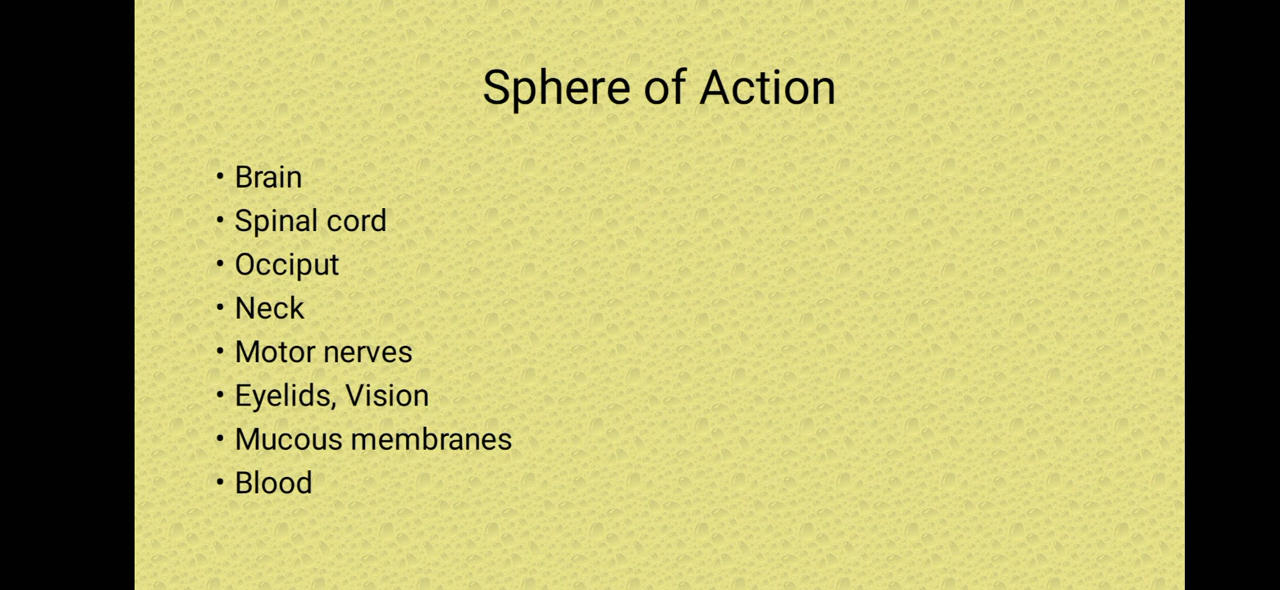 Sphere of Action
• Brain
• Spinal cord
• Occiput
• Neck
• Motor nerves
• Eyelids, Vision
• Mucous membranes
• Blood